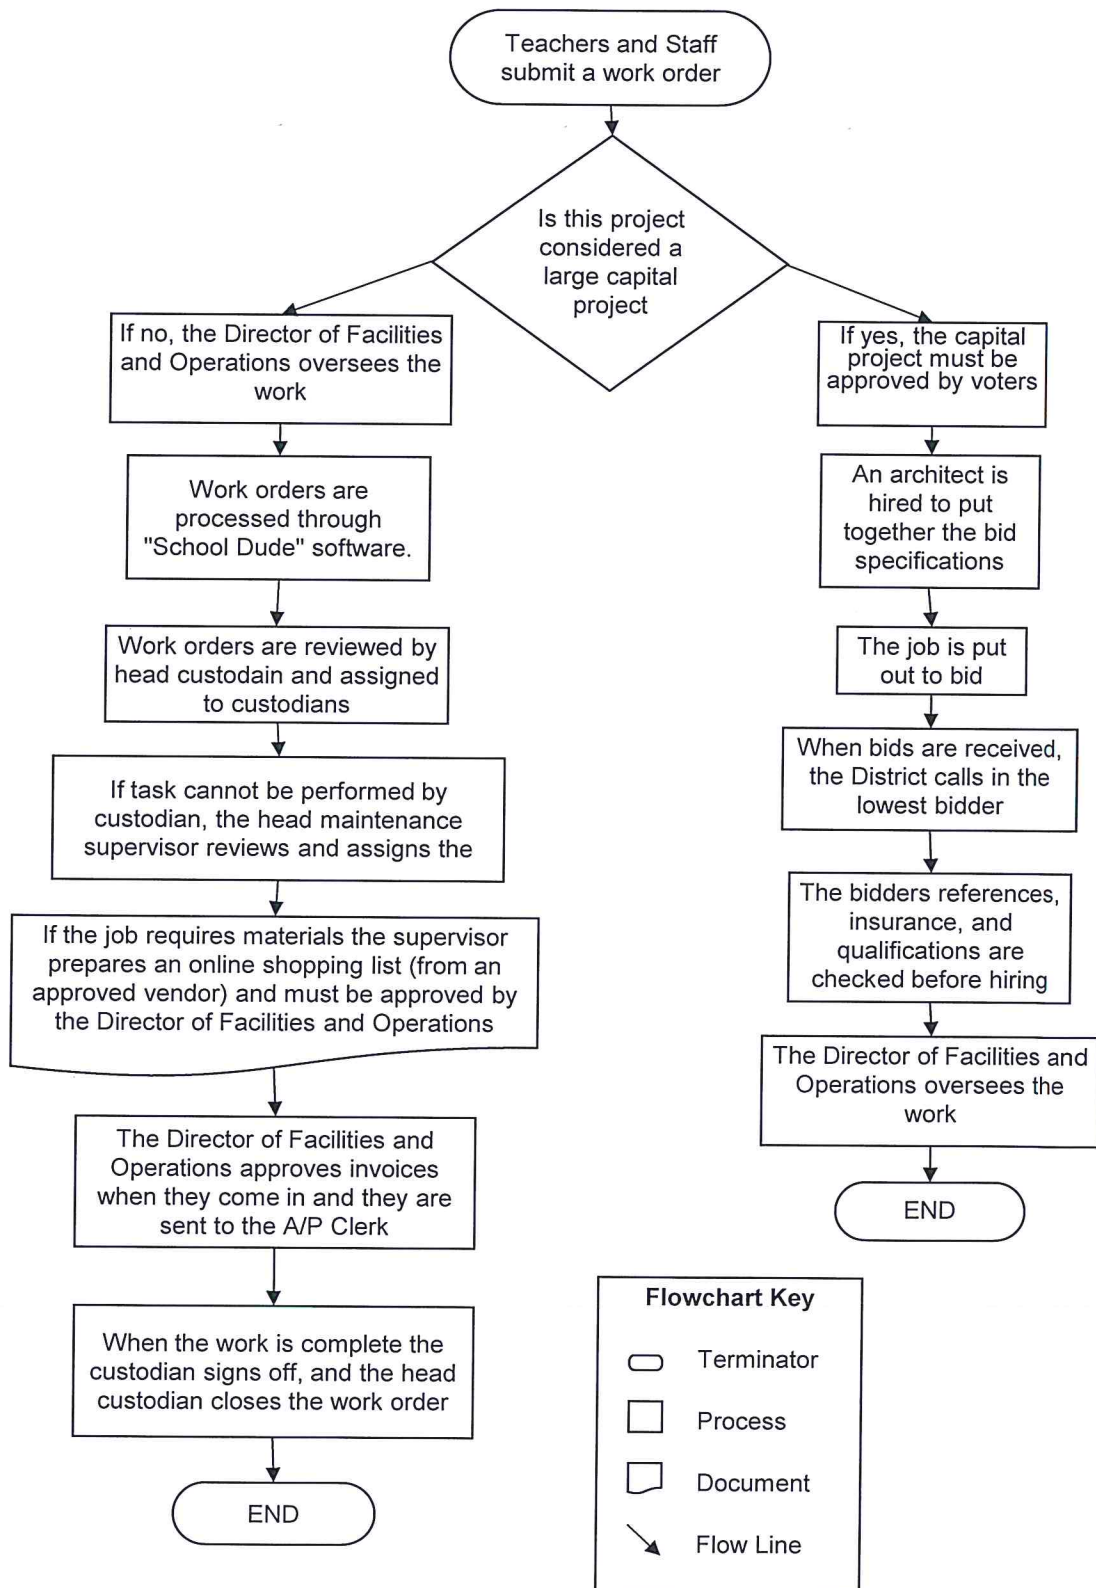 Teachers and Staff
submit a work order
Is this project
considered a
large capital
project
If no, the Director of Facilities
and Operations oversees the
work
Work orders are
processed through
"School Dude" software.
Work orders are reviewed by
head custodain and assigned
to custodians
If task cannot be performed by
custodian, the head maintenance
supervisor reviews and assigns the
If the job requires materials the supervisor
prepares an online shopping list (from an
approved vendor) and must be approved by
the Director of Facilities and Operations
The Director of Facilities and
Operations approves invoices
when they come in and they are
sent to the A/P Clerk
When the work is complete the
custodian signs off, and the head
custodian closes the work order
END
If yes, the capital
project must be
approved by voters
An architect is
hired to put
together the bid
specifications
The job is put
out to bid
When bids are received,
the District calls in the
lowest bidder
The bidders references,
insurance, and
qualifications are
checked before hiring
The Director of Facilities and
Operations oversees the
work
END
Flowchart Key
Terminator
Process
Document
Flow Line